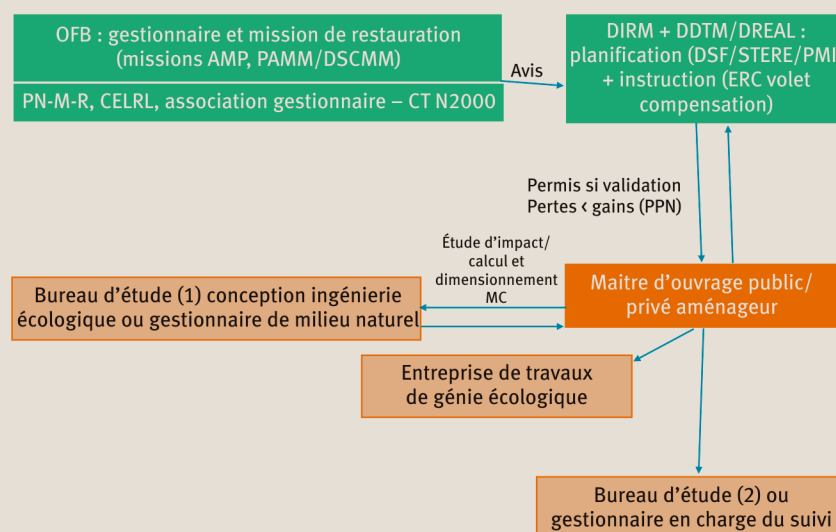 OFB : gestionnaire et mission de restauration
(missions AMP, PAMM/DSCMM)
PN-M-R, CELRL, association gestionnaire – CT N2000
Avis
DIRM + DDTM/DREAL :
planification (DSF/STERE/PMI
+ instruction (ERC volet
compensation)
Permis si validation
Pertes < gains (PPN)
Étude d’impact/
calcul et
dimensionnement
MC
Bureau d’étude (1) conception ingénierie
écologique ou gestionnaire de milieu naturel
Maitre d’ouvrage public/
privé aménageur
Entreprise de travaux
de génie écologique
Bureau d’étude (2) ou
gestionnaire en charge du suivi